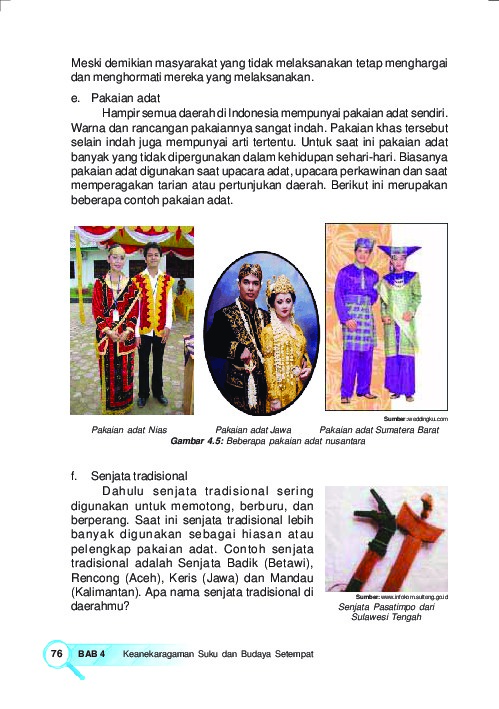 Meski demikian masyarakat yang tidak melaksanakan tetap menghargai
dan menghormati mereka yang melaksanakan.
e. Pakaian adat
Hampir semua daerah di Indonesia mempunyai pakaian adat sendiri.
Warna dan rancangan pakaiannya sangat indah. Pakaian khas tersebut
selain indah juga mempunyai arti tertentu. Untuk saat ini pakaian adat
banyak yang tidak dipergunakan dalam kehidupan sehari-hari. Biasanya
pakaian adat digunakan saat upacara adat, upacara perkawinan dan saat
memperagakan tarian atau pertunjukan daerah. Berikut ini merupakan
beberapa contoh pakaian adat.
Sumber:weddingku.com
Pakaian adat Nias
Pakaian adat Jawa
Pakaian adat Sumatera Barat
Gambar 4.5: Beberapa pakaian adat nusantara
f. Senjata tradisional
Dahulu senjata tradisional sering
digunakan untuk memotong, berburu, dan
berperang. Saat ini senjata tradisional lebih
banyak digunakan sebagai hiasan atau
pelengkap pakaian adat. Contoh senjata
tradisional adalah Senjata Badik (Betawi),
Rencong (Aceh), Keris (Jawa) dan Mandau
(Kalimantan). Apa nama senjata tradisional di
daerahmu?
Sumber: www.infokom.sulteng.go.id
Senjata Pasatimpo dari
Sulawesi Tengah
76 BAB 4 Keanekaragaman Suku dan Budaya Setempat